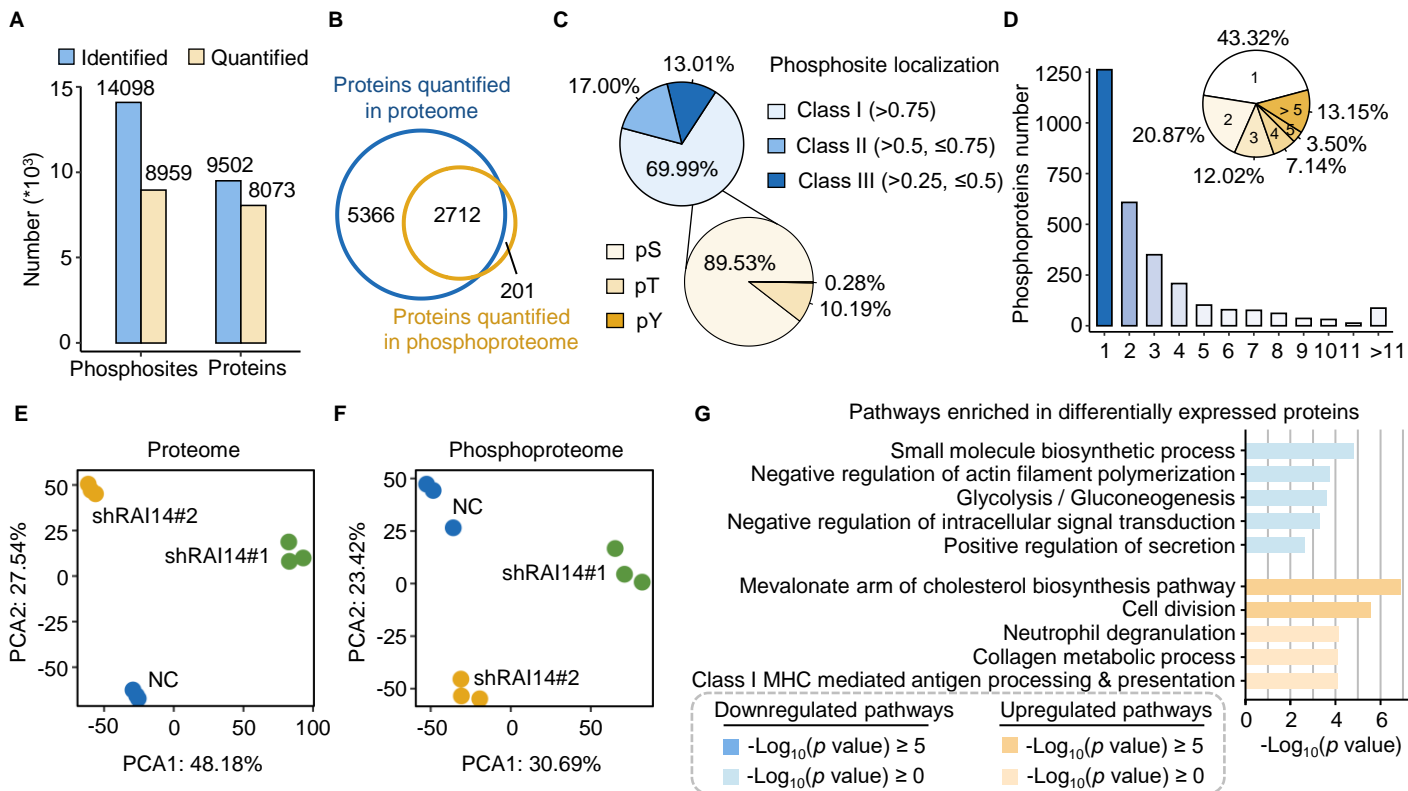 A
Identified
Quantified
15
10
5
0
Number (*10³)
14098
8959
9502
8073
Phosphosites
Proteins
B
Proteins quantified
in proteome
5366
2712
201
Proteins quantified
in phosphoproteome
C
17.00%
13.01%
69.99%
Phosphosite localization
Class I (>0.75)
Class II (>0.5, ≤0.75)
Class III (>0.25, ≤0.5)
pS
pT
pY
89.53%
0.28%
10.19%
D
Phosphoproteins number
1250
1000
750
500
250
0
1 2 3 4 5 6 7 8 9 10 11 >11
43.32%
1
20.87%
2
12.02%
3
7.14%
4
3.50%
5
13.15%
> 5
E
Proteome
PCA2: 27.54%
50
25
0
-25
-50
shRAI14#2
shRAI14#1
NC
-50 0 50 100
PCA1: 48.18%
F
Phosphoproteome
PCA2: 23.42%
50
25
0
-25
-50
NC
shRAI14#1
shRAI14#2
-50 0 50
PCA1: 30.69%
G
Pathways enriched in differentially expressed proteins
Small molecule biosynthetic process
Negative regulation of actin filament polymerization
Glycolysis / Gluconeogenesis
Negative regulation of intracellular signal transduction
Positive regulation of secretion
Mevalonate arm of cholesterol biosynthesis pathway
Cell division
Neutrophil degranulation
Collagen metabolic process
Class I MHC mediated antigen processing & presentation
0 2 4 6
-Log₁₀(p value)
Downregulated pathways
-Log₁₀(p value) ≥ 5
-Log₁₀(p value) ≥ 0
Upregulated pathways
-Log₁₀(p value) ≥ 5
-Log₁₀(p value) ≥ 0